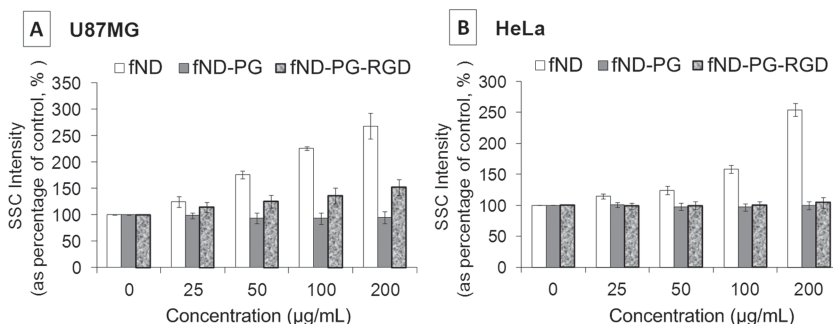 A U87MG
fND fND-PG fND-PG-RGD
SSC Intensity
(as percentage of control, % )
350
300
250
200
150
100
50
0
0 25 50 100 200
Concentration (µg/mL)
B HeLa
fND fND-PG fND-PG-RGD
SSC Intensity
(as percentage of control, %)
300
250
200
150
100
50
0
0 25 50 100 200
Concentration (µg/mL)